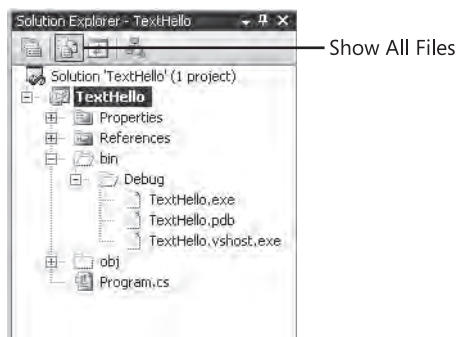 Solution Explorer - TextHello
Show All Files
Solution 'TextHello' (1 project)
TextHello
Properties
References
bin
Debug
TextHello.exe
TextHello.pdb
TextHello.vshost.exe
obj
Program.cs